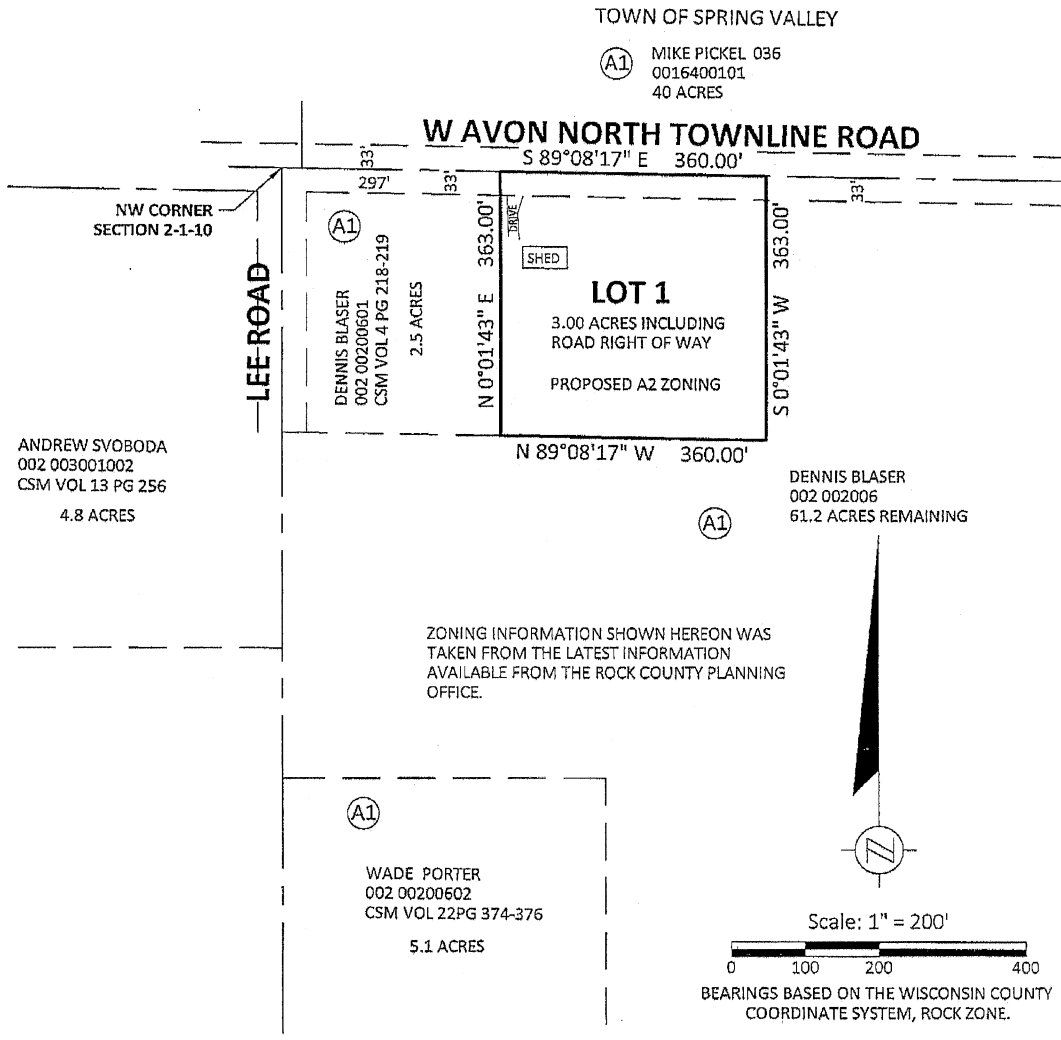 TOWN OF SPRING VALLEY
A1
MIKE PICKEL 036
0016400101
40 ACRES
W AVON NORTH TOWNLINE ROAD
S 89°08'17" E 360.00'
33'
297'
33'
33'
NW CORNER
SECTION 2-1-10
LEE ROAD
A1
DENNIS BLASER
002 00200601
CSM VOL 4 PG 218-219
2.5 ACRES
N 0°01'43" E 363.00'
DRIVE
SHED
LOT 1
3.00 ACRES INCLUDING
ROAD RIGHT OF WAY
PROPOSED A2 ZONING
S 0°01'43" W 363.00'
N 89°08'17" W 360.00'
ANDREW SVOBODA
002 003001002
CSM VOL 13 PG 256
4.8 ACRES
DENNIS BLASER
002 002006
61.2 ACRES REMAINING
A1
ZONING INFORMATION SHOWN HEREON WAS
TAKEN FROM THE LATEST INFORMATION
AVAILABLE FROM THE ROCK COUNTY PLANNING
OFFICE.
A1
WADE PORTER
002 00200602
CSM VOL 22PG 374-376
5.1 ACRES
N
Scale: 1" = 200'
0 100 200 400
BEARINGS BASED ON THE WISCONSIN COUNTY
COORDINATE SYSTEM, ROCK ZONE.